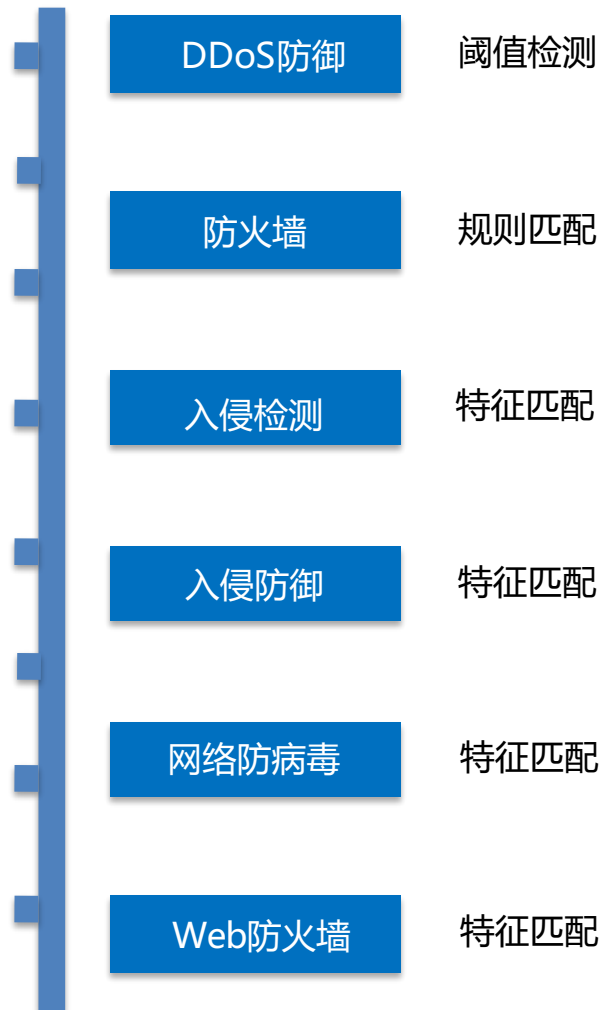 DDoS防御 阈值检测
防火墙 规则匹配
入侵检测 特征匹配
入侵防御 特征匹配
网络防病毒 特征匹配
Web防火墙 特征匹配